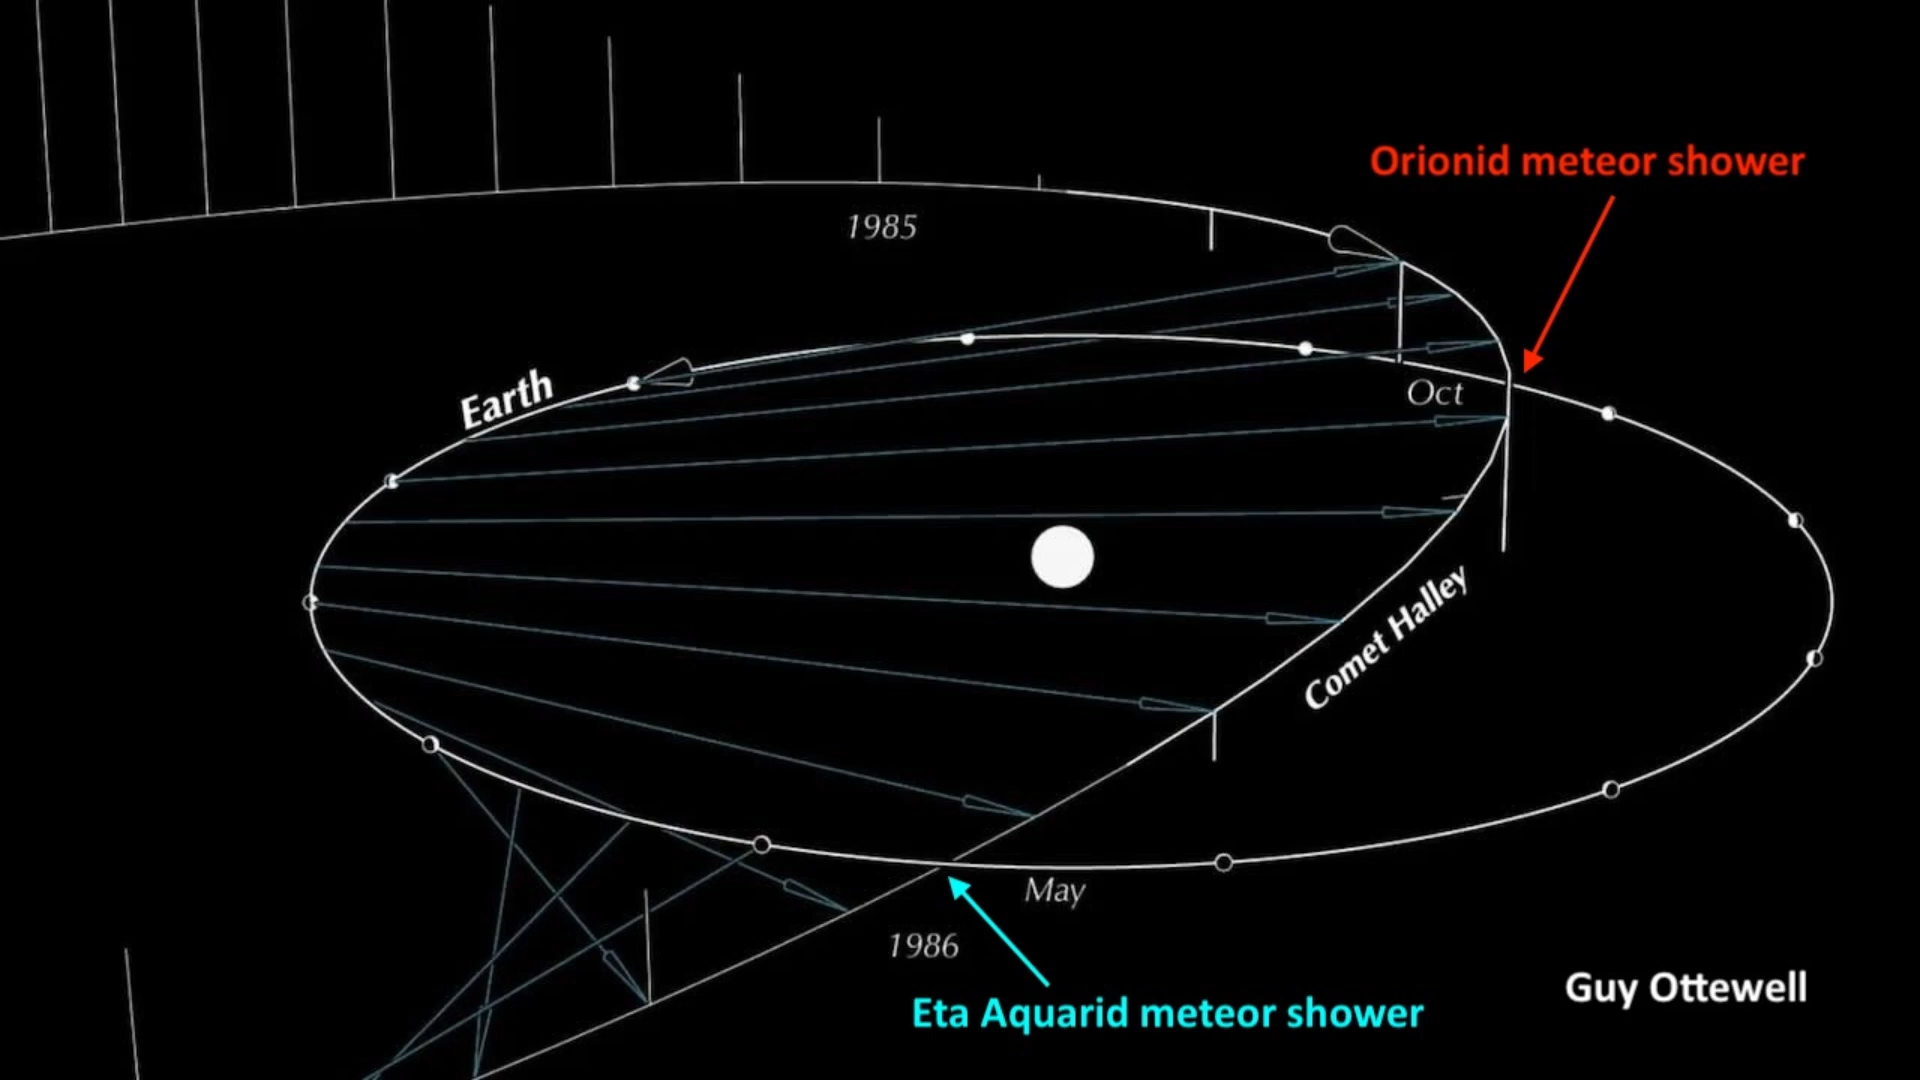 Orionid meteor shower
1985
Earth
Oct
Comet Halley
May
1986
Eta Aquarid meteor shower
Guy Ottewell